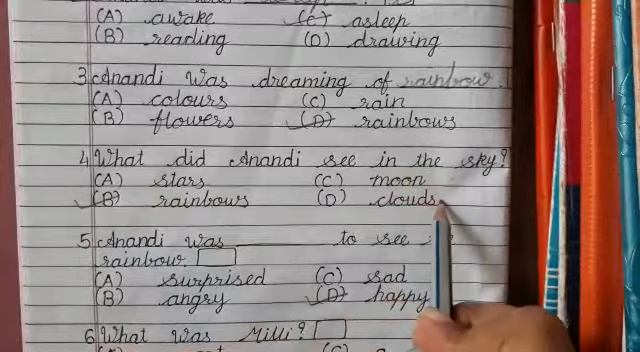 (A) awake (C) asleep
(B) reading (D) drawing
3 Anandi was dreaming of rainbow.
(A) colours (C) rain
(B) flowers (D) rainbows
4 What did Anandi see in the sky?
(A) stars (C) moon
(B) rainbows (D) clouds
5 Anandi was ________ to see
rainbow.
(A) surprised (C) sad
(B) angry (D) happy
6 What was Milli?